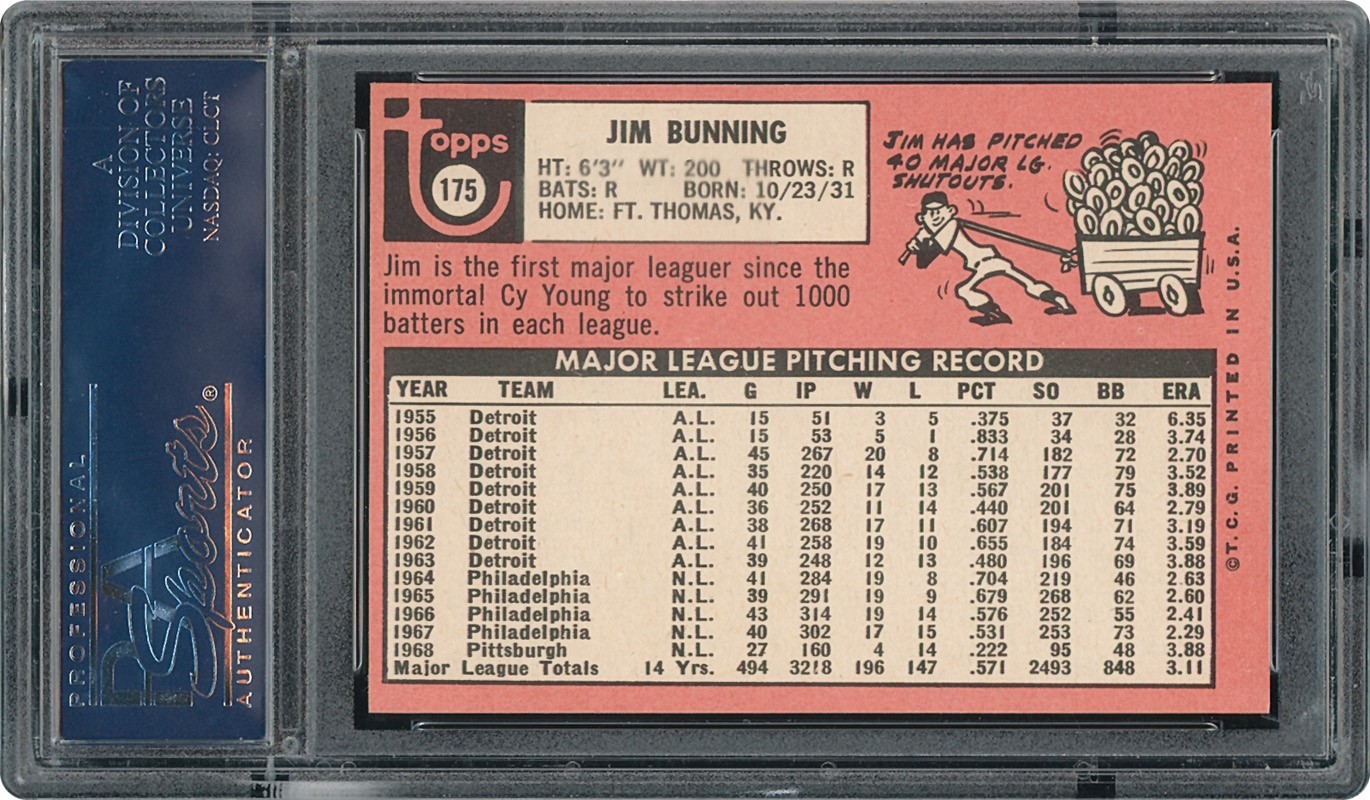 A
DIVISION OF
COLLECTORS
UNIVERSE
NASDAQ: CLCT
PROFESSIONAL
PSA
Sports®
AUTHENTICATOR
topps
175
JIM BUNNING
HT: 6'3" WT: 200 THROWS: R
BATS: R BORN: 10/23/31
HOME: FT. THOMAS, KY.
JIM HAS PITCHED
40 MAJOR LG.
SHUTOUTS.
Jim is the first major leaguer since the
immortal Cy Young to strike out 1000
batters in each league.
MAJOR LEAGUE PITCHING RECORD
YEAR TEAM LEA. G IP W L PCT SO BB ERA
1955 Detroit A.L. 15 51 3 5 .375 37 32 6.35
1956 Detroit A.L. 15 53 5 1 .833 34 28 3.74
1957 Detroit A.L. 45 267 20 8 .714 182 72 2.70
1958 Detroit A.L. 35 220 14 12 .538 177 79 3.52
1959 Detroit A.L. 40 250 17 13 .567 201 75 3.89
1960 Detroit A.L. 36 252 11 14 .440 201 64 2.79
1961 Detroit A.L. 38 268 17 11 .607 194 71 3.19
1962 Detroit A.L. 41 258 19 10 .655 184 74 3.59
1963 Detroit A.L. 39 248 12 13 .480 196 69 3.88
1964 Philadelphia N.L. 41 284 19 8 .704 219 46 2.63
1965 Philadelphia N.L. 39 291 19 9 .679 268 62 2.60
1966 Philadelphia N.L. 43 314 19 14 .576 252 55 2.41
1967 Philadelphia N.L. 40 302 17 15 .531 253 73 2.29
1968 Pittsburgh N.L. 27 160 4 14 .222 95 48 3.88
Major League Totals 14 Yrs. 494 3218 196 147 .571 2493 848 3.11
©T.C.G. PRINTED IN U.S.A.